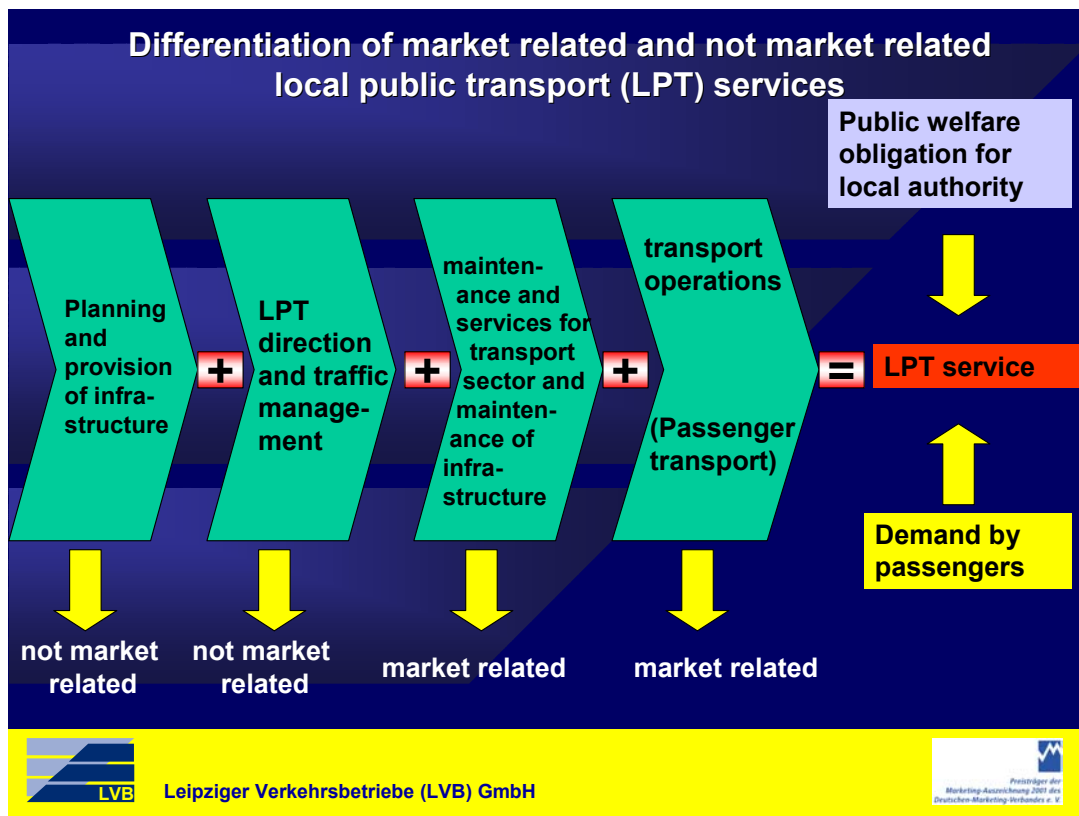 Differentiation of market related and not market related
local public transport (LPT) services
Public welfare
obligation for
local authority
Planning
and
provision
of infra-
structure
+
LPT
direction
and traffic
manage-
ment
+
mainten-
ance and
services for
transport
sector and
mainten-
ance of
infra-
structure
+
transport
operations
(Passenger
transport)
=
LPT service
Demand by
passengers
not market
related
not market
related
market related
market related
LVB
Leipziger Verkehrsbetriebe (LVB) GmbH
Preisträger der
Marketing-Auszeichnung 2001 des
Deutschen-Marketing-Verbandes e. V.